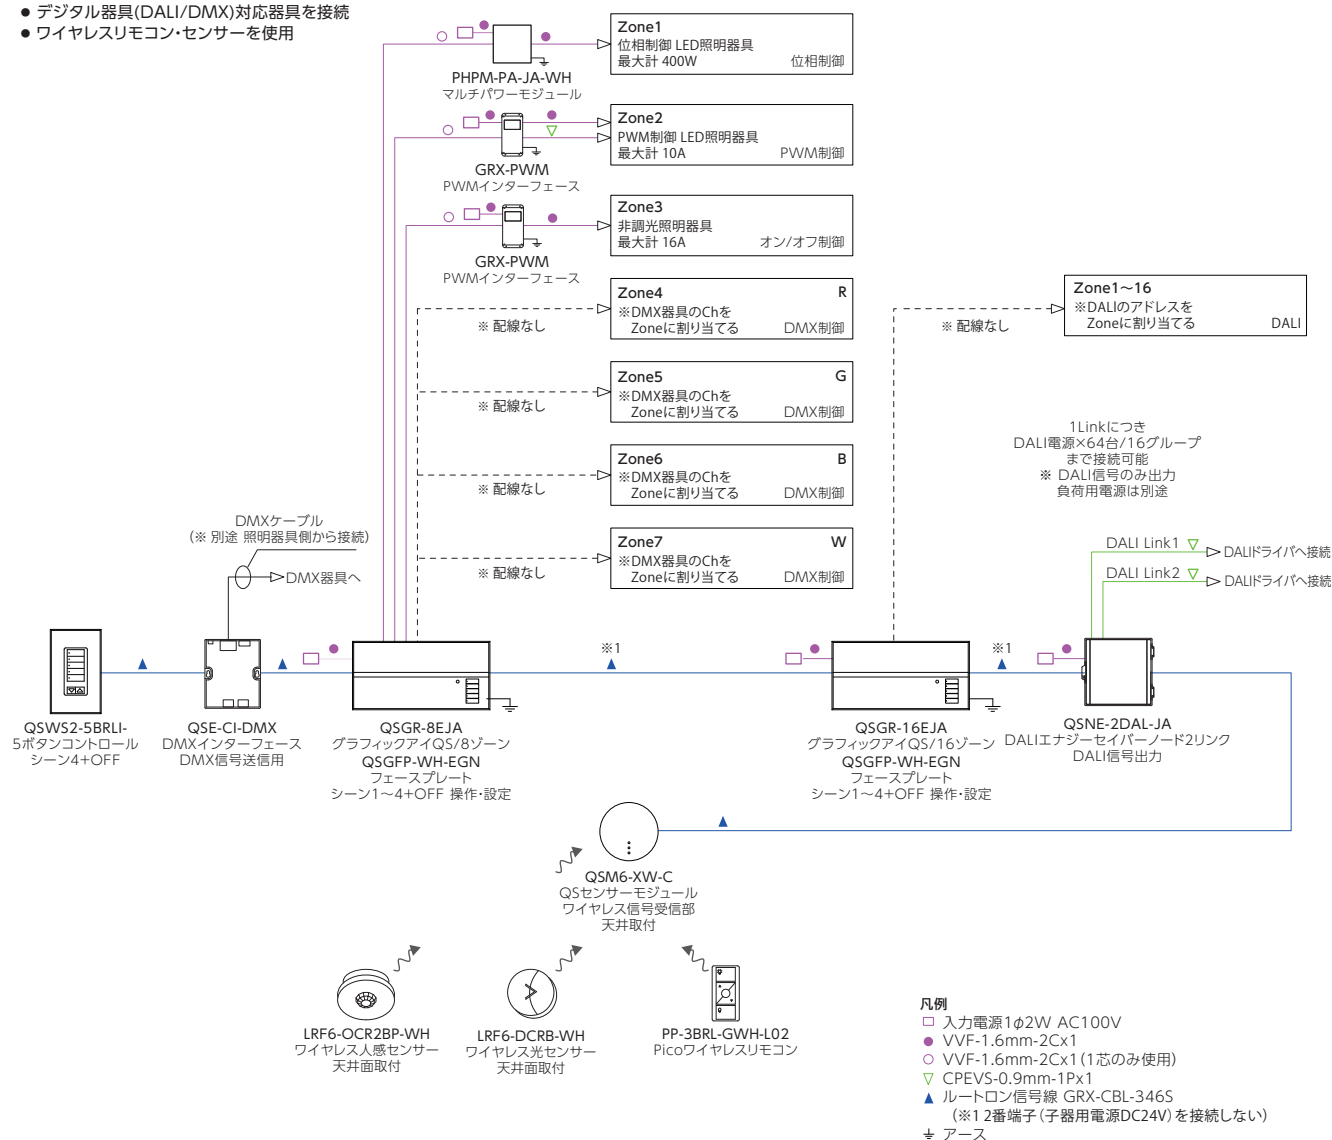 ● デジタル器具(DALI/DMX)対応器具を接続
● ワイヤレスリモコン・センサーを使用
PHPM-PA-JA-WH
マルチパワーモジュール
Zone1
位相制御 LED照明器具
最大計 400W 位相制御
GRX-PWM
PWMインターフェース
Zone2
PWM制御 LED照明器具
最大計 10A PWM制御
GRX-PWM
PWMインターフェース
Zone3
非調光照明器具
最大計 16A オン/オフ制御
※ 配線なし
Zone4 R
※DMX器具のChを
Zoneに割り当てる DMX制御
※ 配線なし
Zone5 G
※DMX器具のChを
Zoneに割り当てる DMX制御
※ 配線なし
Zone6 B
※DMX器具のChを
Zoneに割り当てる DMX制御
※ 配線なし
Zone7 W
※DMX器具のChを
Zoneに割り当てる DMX制御
※ 配線なし
Zone1～16
※DALIのアドレスを
Zoneに割り当てる DALI
1Linkにつき
DALI電源×64台/16グループ
まで接続可能
※ DALI信号のみ出力
負荷用電源は別途
DALI Link1
DALIドライバへ接続
DALI Link2
DALIドライバへ接続
DMXケーブル
(※ 別途 照明器具側から接続)
DMX器具へ
※1
※1
QSWS2-5BRLI-
5ボタンコントロール
シーン4+OFF
QSE-CI-DMX
DMXインターフェース
DMX信号送信用
QSGR-8EJA
グラフィックアイQS/8ゾーン
QSGFP-WH-EGN
フェースプレート
シーン1～4+OFF 操作・設定
QSGR-16EJA
グラフィックアイQS/16ゾーン
QSGFP-WH-EGN
フェースプレート
シーン1～4+OFF 操作・設定
QSNE-2DAL-JA
DALIエナジーセイバーノード2リンク
DALI信号出力
QSM6-XW-C
QSセンサーモジュール
ワイヤレス信号受信部
天井取付
LRF6-OCR2BP-WH
ワイヤレス人感センサー
天井面取付
LRF6-DCRB-WH
ワイヤレス光センサー
天井面取付
PP-3BRL-GWH-L02
Picoワイヤレスリモコン
凡例
入力電源1φ2W AC100V
VVF-1.6mm-2Cx1
VVF-1.6mm-2Cx1(1芯のみ使用)
CPEVS-0.9mm-1Px1
ルートロン信号線 GRX-CBL-346S
(※1 2番端子(子器用電源DC24V)を接続しない)
アース